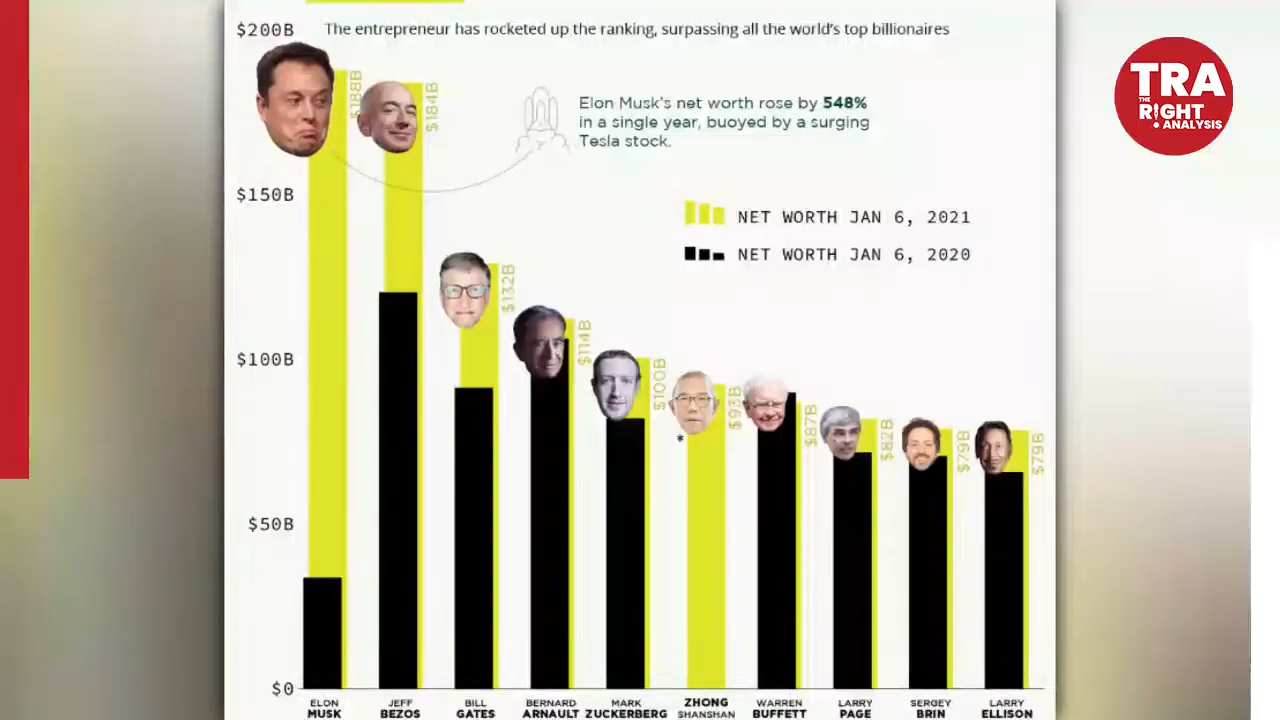 $200B
The entrepreneur has rocketed up the ranking, surpassing all the world's top billionaires
TRA
THE
RIGHT
ANALYSIS
$188B
$184B
Elon Musk's net worth rose by 548%
in a single year, buoyed by a surging
Tesla stock.
$150B
NET WORTH JAN 6, 2021
NET WORTH JAN 6, 2020
$132B
$114B
$100B
$100B
$93B
*
$87B
$82B
$79B
$79B
$50B
$0
ELON
MUSK
JEFF
BEZOS
BILL
GATES
BERNARD
ARNAULT
MARK
ZUCKERBERG
ZHONG
SHANSHAN
WARREN
BUFFETT
LARRY
PAGE
SERGEY
BRIN
LARRY
ELLISON